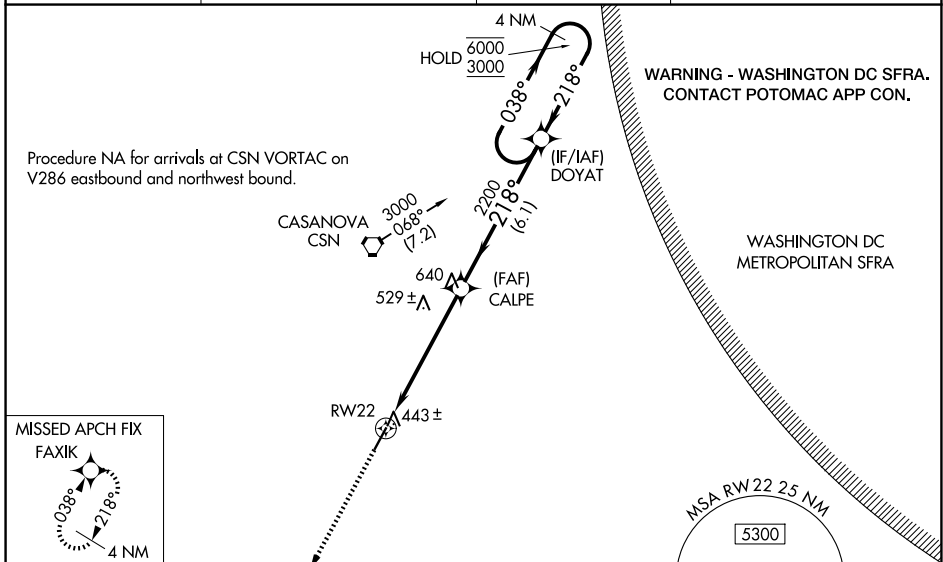 4 NM
HOLD 6000
3000
038°
218°
WARNING - WASHINGTON DC SFRA.
CONTACT POTOMAC APP CON.
Procedure NA for arrivals at CSN VORTAC on
V286 eastbound and northwest bound.
(IF/IAF)
DOYAT
2200
218°
(6.1)
CASANOVA
CSN
3000
068°
(7.2)
WASHINGTON DC
METROPOLITAN SFRA
640
529 ±
(FAF)
CALPE
RW22
443 ±
MISSED APCH FIX
FAXIK
038°
218°
4 NM
MSA RW22 25 NM
5300